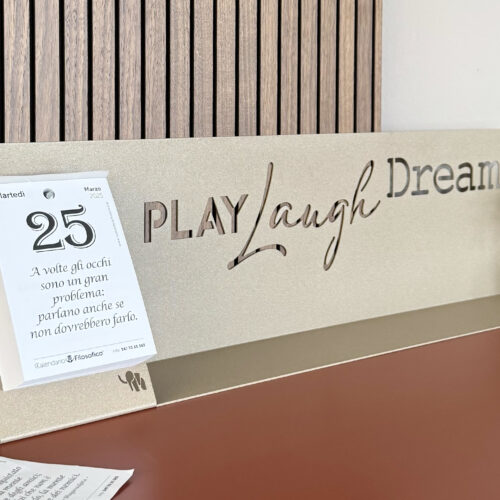 Martedì
Marzo
2025
25
A volte gli occhi
sono un gran
problema:
parlano anche se
non dovrebbero farlo.
Calendario Filosofico
PLAY Laugh Dream